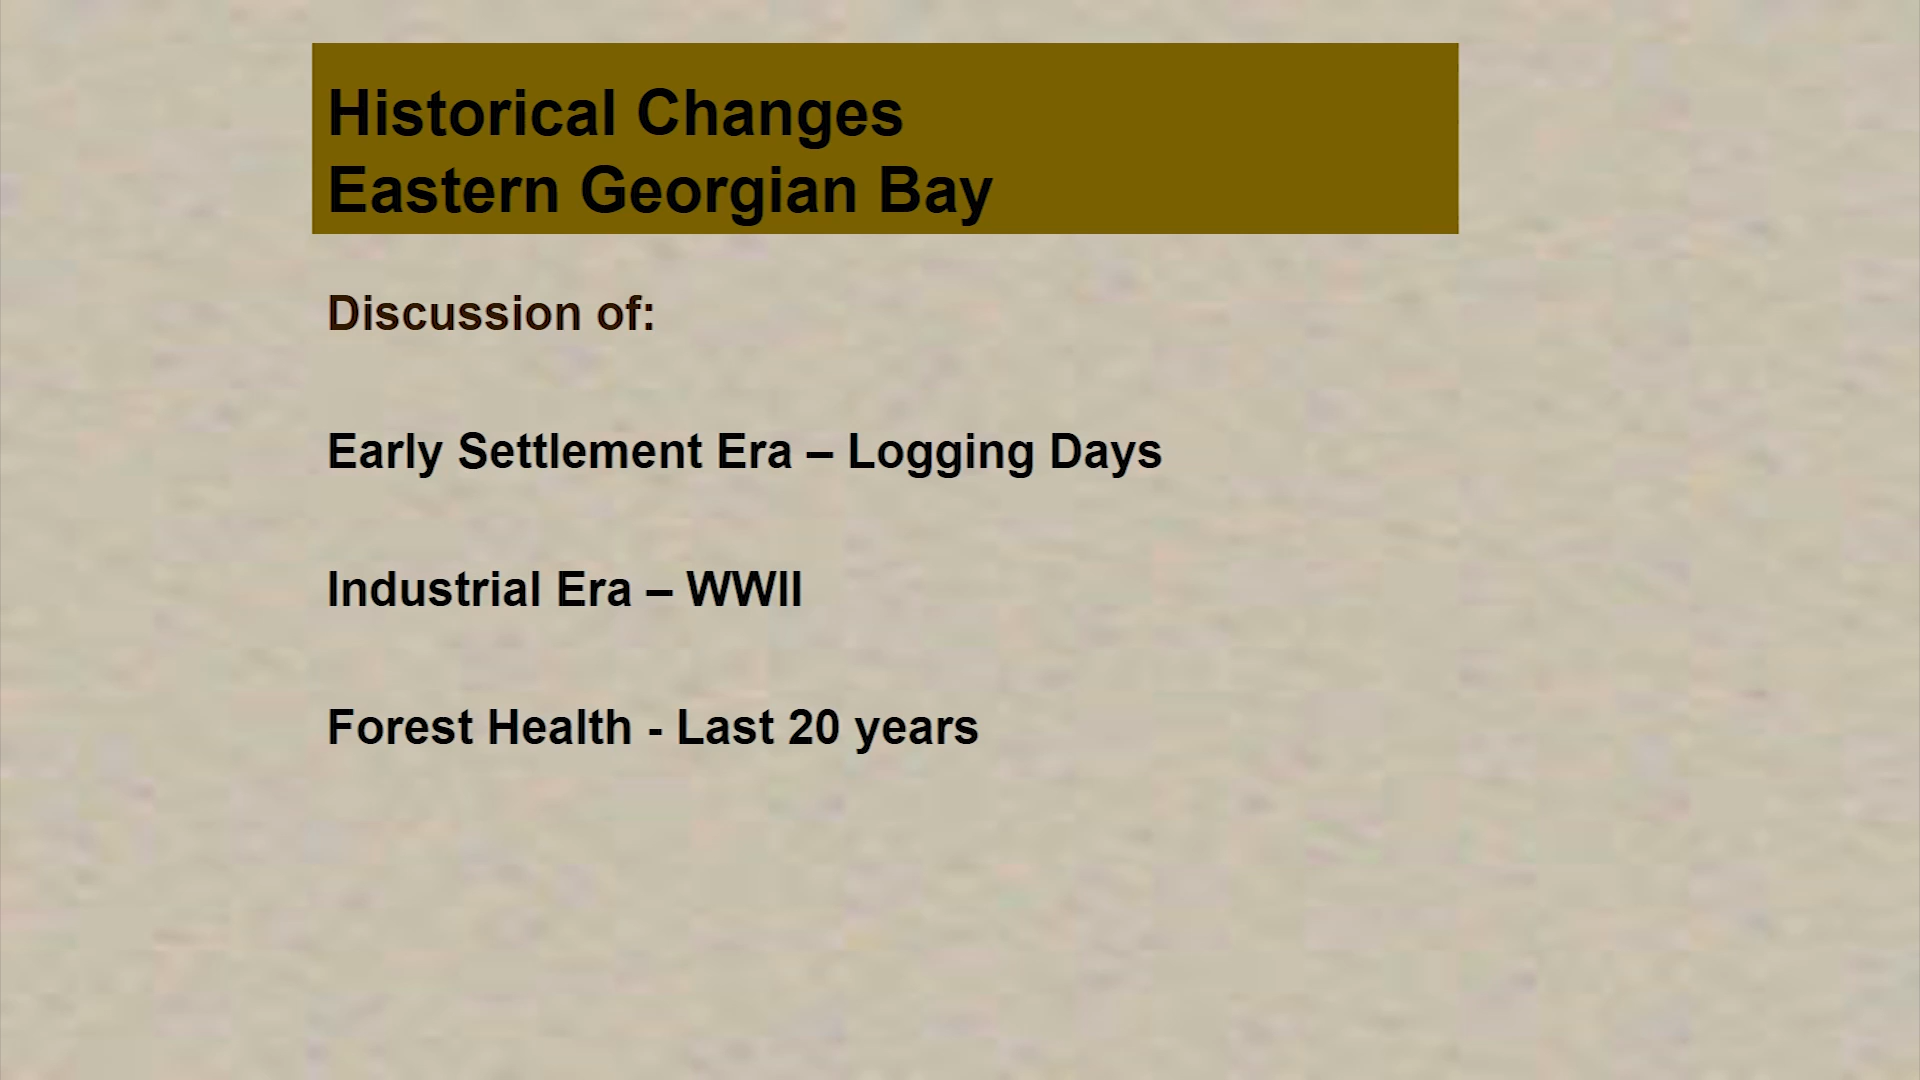 Historical Changes
Eastern Georgian Bay
Discussion of:
Early Settlement Era – Logging Days
Industrial Era – WWII
Forest Health - Last 20 years